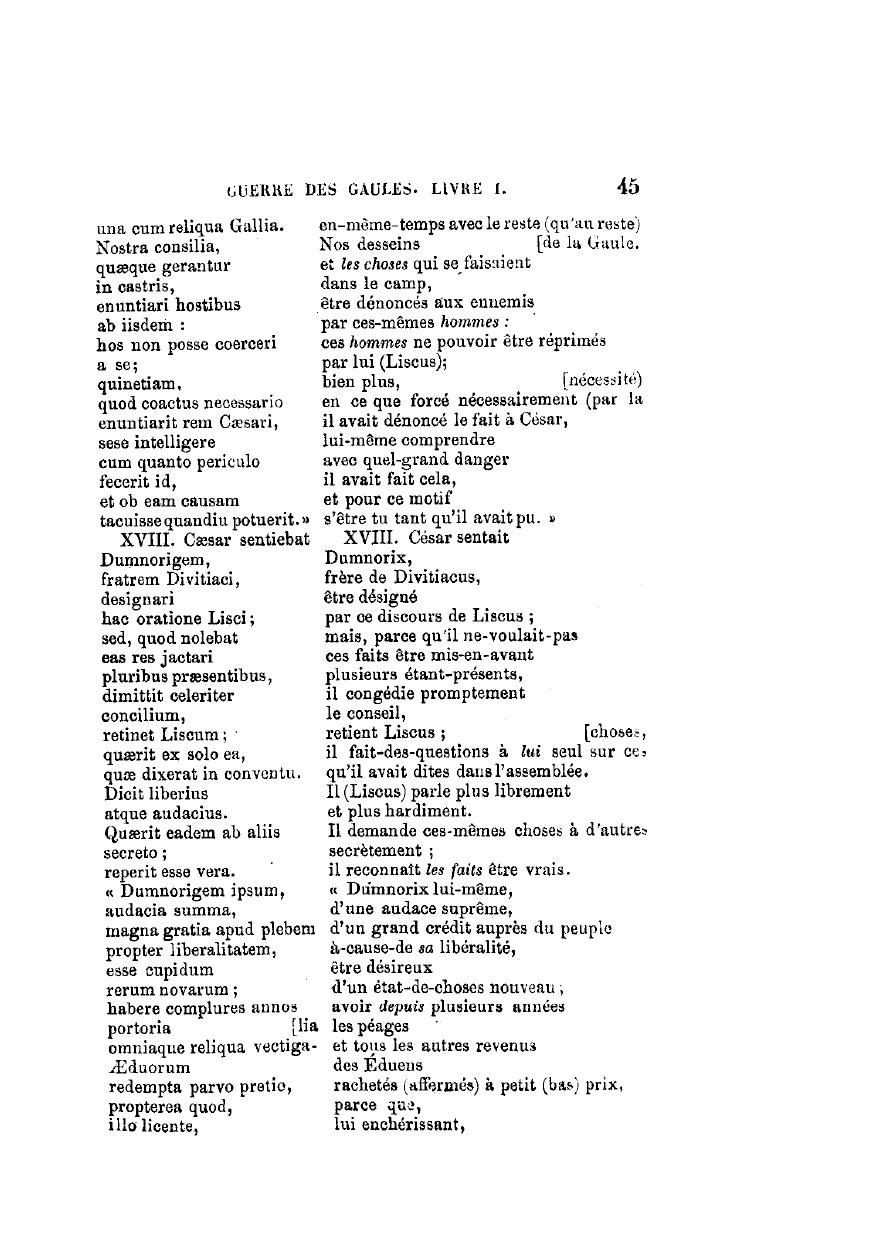 GUERRE DES GAULES. LIVRE I. 45
una cum reliqua Gallia.
Nostra consilia,
quæque gerantur
in castris,
enuntiari hostibus
ab iisdem :
hos non posse coerceri
a se;
quinetiam,
quod coactus necessario
enuntiarit rem Cæsari,
sese intelligere
cum quanto periculo
fecerit id,
et ob eam causam
tacuisse quandiu potuerit. »
XVIII. Cæsar sentiebat
Dumnorigem,
fratrem Divitiaci,
designari
hac oratione Lisci;
sed, quod nolebat
eas res jactari
pluribus præsentibus,
dimittit celeriter
concilium,
retinet Liscum;
quærit ex solo ea,
quæ dixerat in conventu.
Dicit liberius
atque audacius.
Quærit eadem ab aliis
secreto;
reperit esse vera.
« Dumnorigem ipsum,
audacia summa,
magna gratia apud plebem
propter liberalitatem,
esse cupidum
rerum novarum;
habere complures annos
portoria [lia
omniaque reliqua vectiga-
Æduorum
redempta parvo pretio,
propterea quod,
illo licente,
en-même-temps avec le reste (qu'au reste)
Nos desseins [de la Gaule.
et les choses qui se faisaient
dans le camp,
être dénoncés aux ennemis
par ces-mêmes hommes :
ces hommes ne pouvoir être réprimés
par lui (Liscus);
bien plus, [nécessité)
en ce que forcé nécessairement (par la
il avait dénoncé le fait à César,
lui-même comprendre
avec quel-grand danger
il avait fait cela,
et pour ce motif
s'être tu tant qu'il avait pu. »
XVIII. César sentait
Dumnorix,
frère de Divitiacus,
être désigné
par ce discours de Liscus ;
mais, parce qu'il ne-voulait-pas
ces faits être mis-en-avant
plusieurs étant-présents,
il congédie promptement
le conseil,
retient Liscus ; [choses,
il fait-des-questions à lui seul sur ces
qu'il avait dites dans l'assemblée.
Il (Liscus) parle plus librement
et plus hardiment.
Il demande ces-mêmes choses à d'autres
secrètement ;
il reconnaît les faits être vrais.
« Dumnorix lui-même,
d'une audace suprême,
d'un grand crédit auprès du peuple
à-cause-de sa libéralité,
être désireux
d'un état-de-choses nouveau ;
avoir depuis plusieurs années
les péages
et tous les autres revenus
des Éduens
rachetés (affermés) à petit (bas) prix,
parce que,
lui enchérissant,